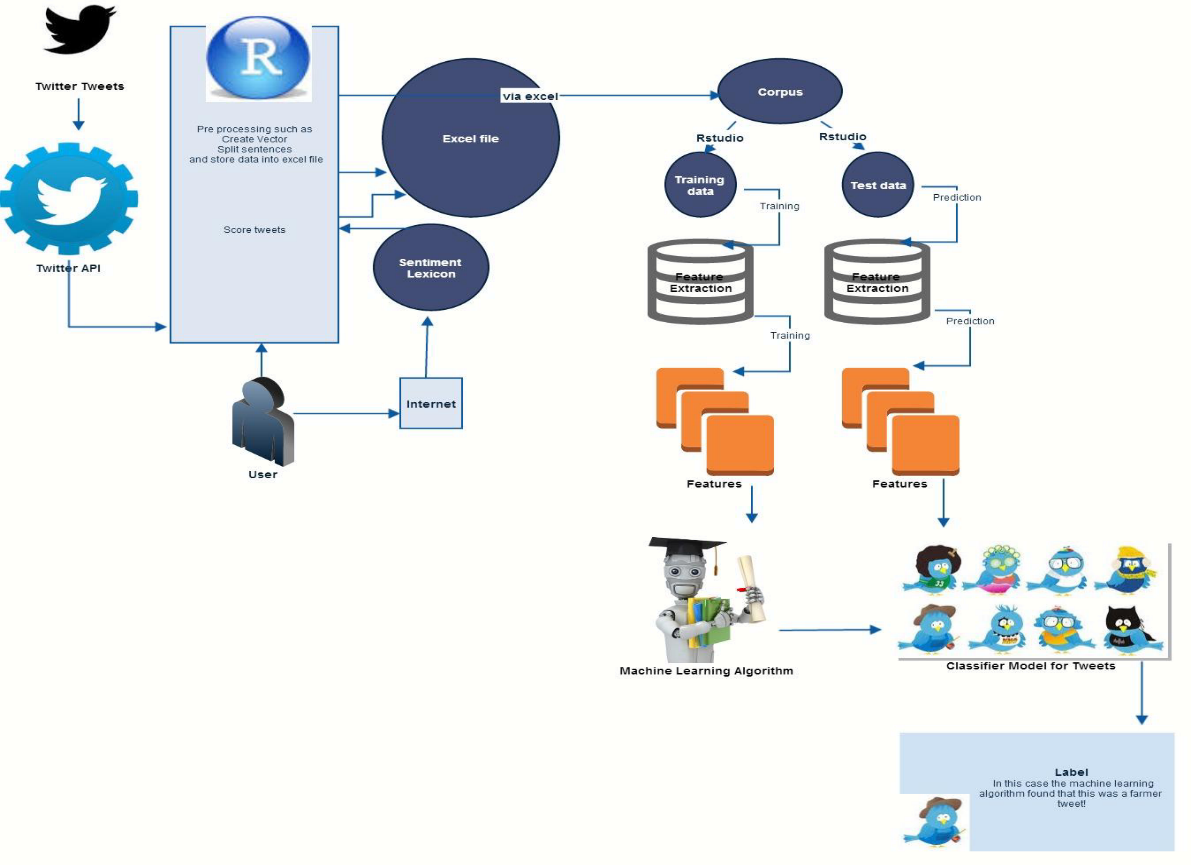 Twitter Tweets
Twitter API
R
Pre processing such as
Create Vector
Split sentences
and store data into excel file
Score tweets
Excel file
via excel
Sentiment
Lexicon
Internet
User
Corpus
Rstudio
Rstudio
Training
data
Test data
Training
Prediction
Feature
Extraction
Feature
Extraction
Training
Prediction
Features
Features
Machine Learning Algorithm
Classifier Model for Tweets
Label
In this case the machine learning
algorithm found that this was a farmer
tweet!